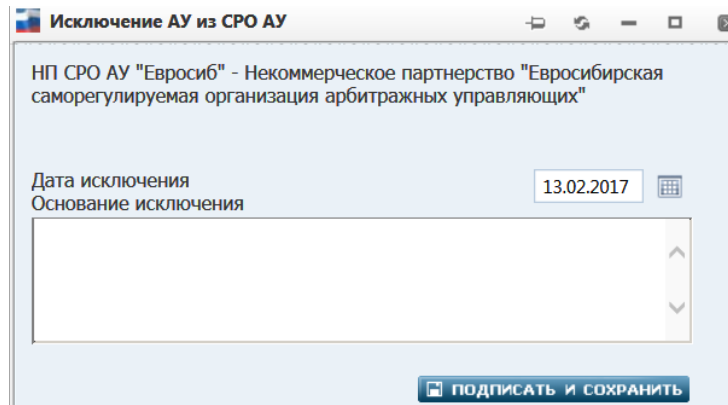 Исключение АУ из СРО АУ
НП СРО АУ "Евросиб" - Некоммерческое партнерство "Евросибирская
саморегулируемая организация арбитражных управляющих"
Дата исключения
13.02.2017
Основание исключения
ПОДПИСАТЬ И СОХРАНИТЬ